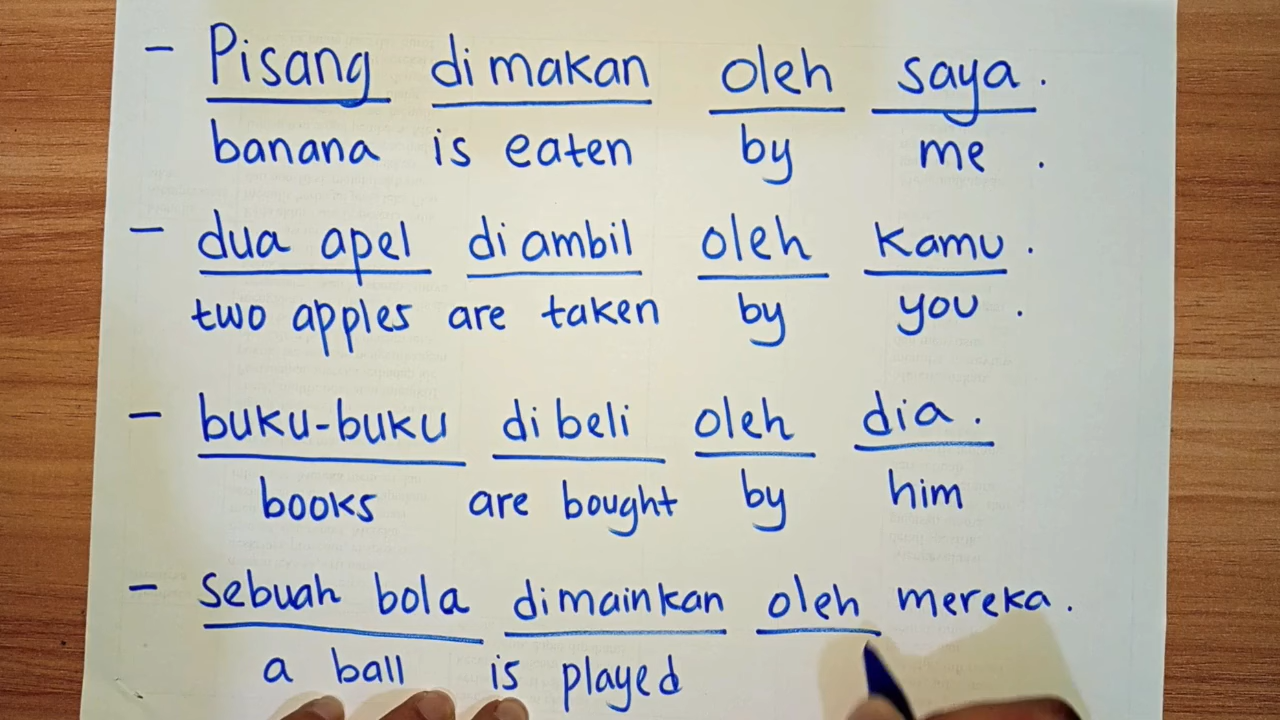 - Pisang dimakan oleh saya.
banana is eaten by me.
- dua apel diambil oleh kamu.
two apples are taken by you.
- buku-buku dibeli oleh dia.
books are bought by him
- sebuah bola dimainkan oleh mereka.
a ball is played